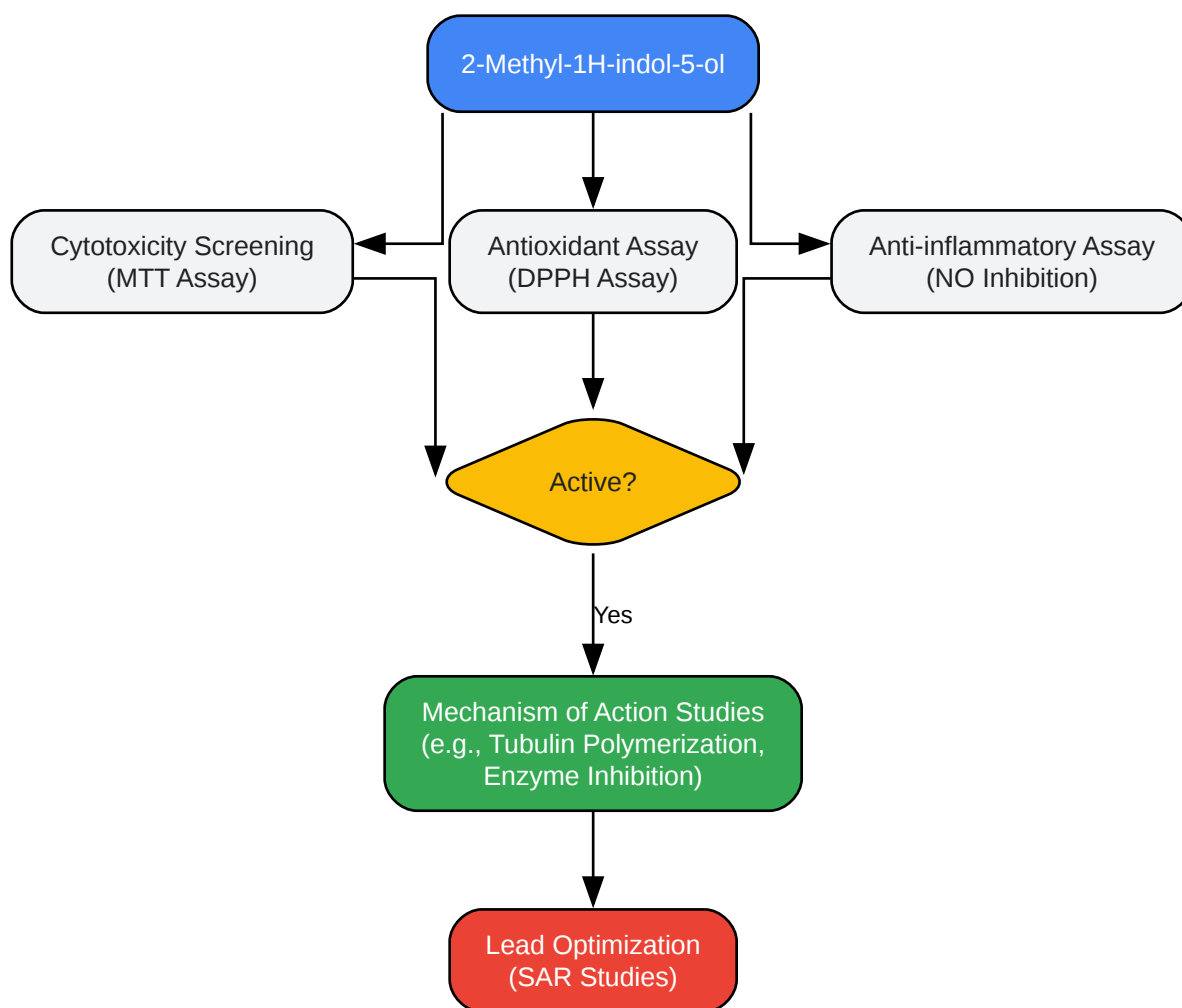 2-Methyl-1H-indol-5-ol
Cytotoxicity Screening
(MTT Assay)
Antioxidant Assay
(DPPH Assay)
Anti-inflammatory Assay
(NO Inhibition)
Active?
Yes
Mechanism of Action Studies
(e.g., Tubulin Polymerization,
Enzyme Inhibition)
Lead Optimization
(SAR Studies)